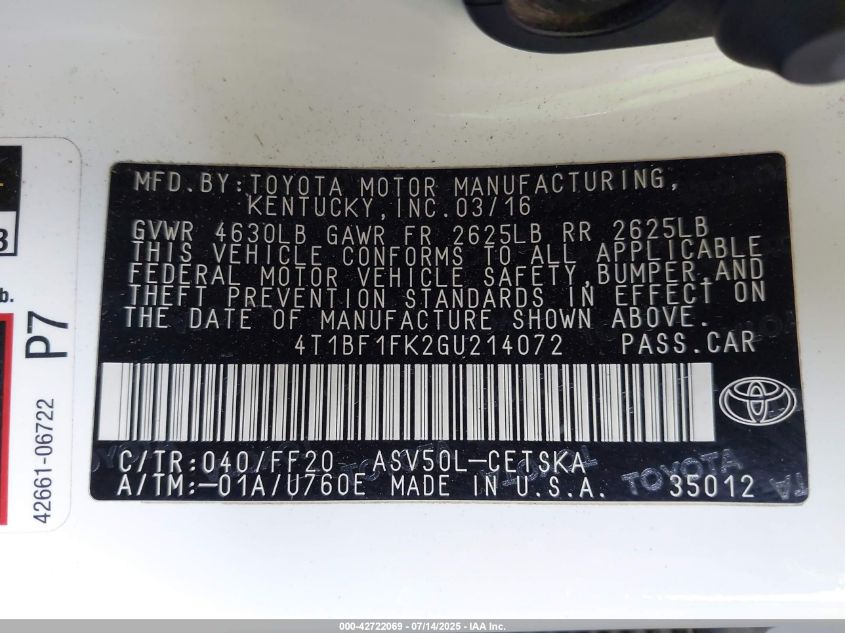 MFD.BY:TOYOTA MOTOR MANUFACTURING,
KENTUCKY,INC.03/16
GVWR 4630LB GAWR FR 2625LB RR 2625LB
THIS VEHICLE CONFORMS TO ALL APPLICABLE
FEDERAL MOTOR VEHICLE SAFETY,BUMPER,AND
THEFT PREVENTION STANDARDS IN EFFECT ON
THE DATE OF MANUFACTURE SHOWN ABOVE.
4T1BF1FK2GU214072 PASS.CAR
C/TR:040/FF20 ASV50L-CETSKA
A/TM:-01A/U760E MADE IN U.S.A. 35012
TOYOTA
3
b.
P7
42661-06722
000-42722069 - 07/14/2025 - IAA Inc.